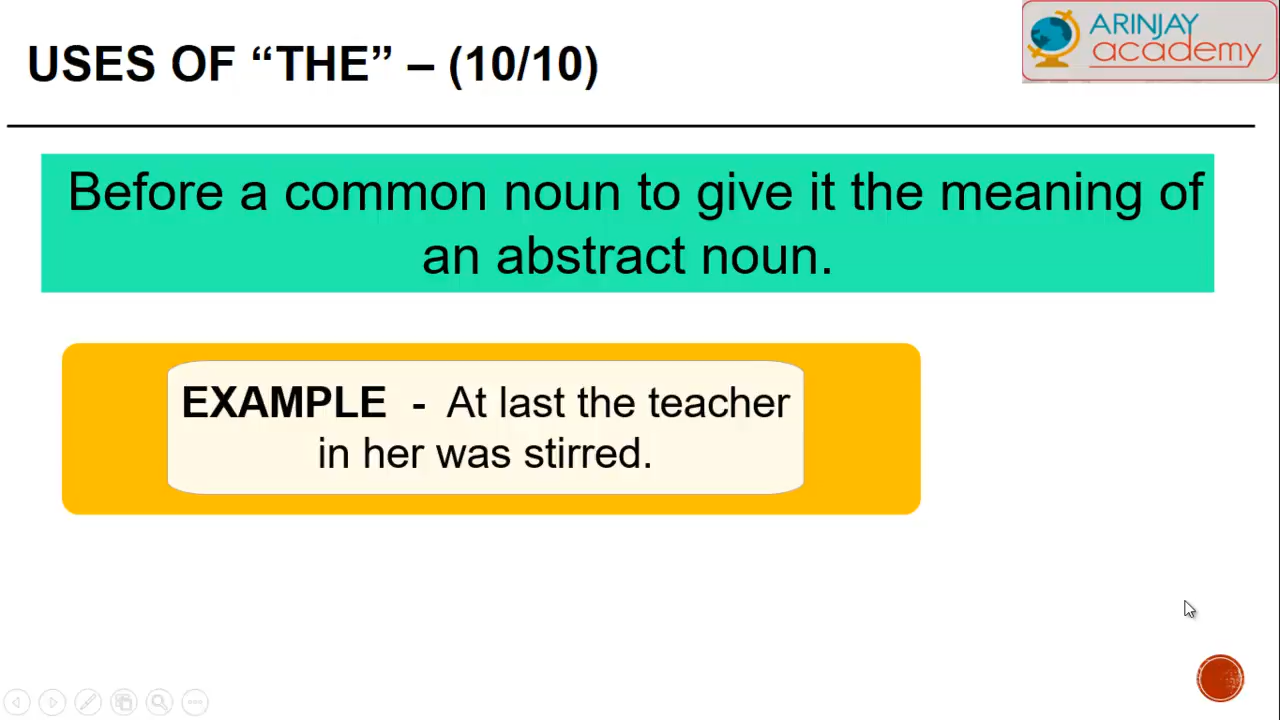 ARINJAY
academy
USES OF “THE” – (10/10)
Before a common noun to give it the meaning of
an abstract noun.
EXAMPLE - At last the teacher
in her was stirred.